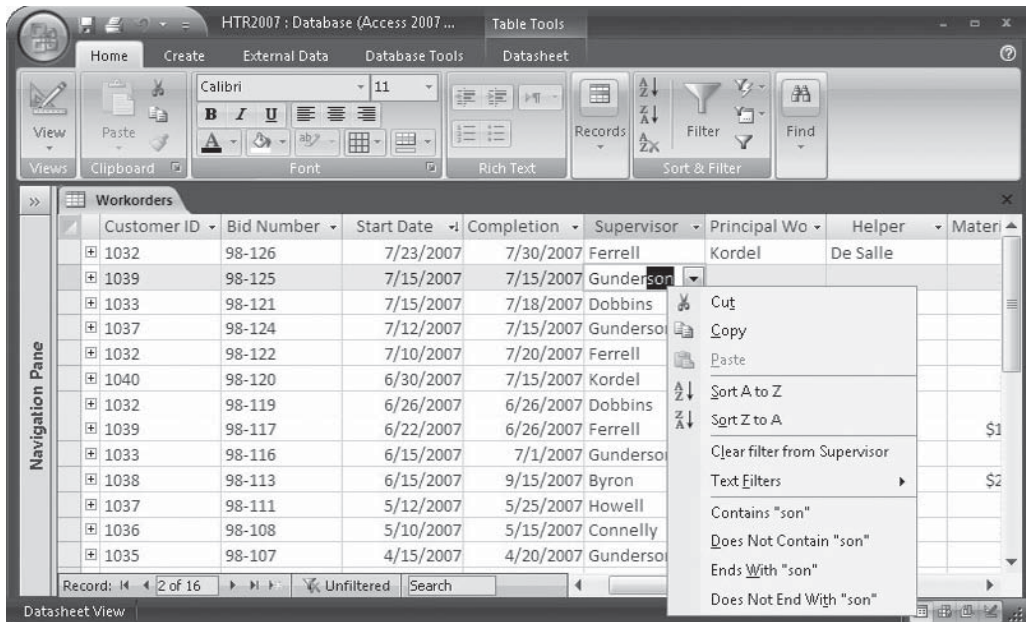 HTR2007 : Database (Access 2007 ... Table Tools
Home Create External Data Database Tools Datasheet
Calibri 11
B I U
View Paste A ab Records Filter Find
Views Clipboard Font Rich Text Sort & Filter
Workorders
Customer ID Bid Number Start Date Completion Supervisor Principal Wo Helper Materi
1032 98-126 7/23/2007 7/30/2007 Ferrell Kordel De Salle
1039 98-125 7/15/2007 7/15/2007 Gunderson
1033 98-121 7/15/2007 7/18/2007 Dobbins
1037 98-124 7/12/2007 7/15/2007 Gunderso
1032 98-122 7/10/2007 7/20/2007 Ferrell
1040 98-120 6/30/2007 7/15/2007 Kordel
1032 98-119 6/26/2007 6/26/2007 Dobbins
1039 98-117 6/22/2007 6/26/2007 Ferrell $1
1033 98-116 6/15/2007 7/1/2007 Gunderso
1038 98-113 6/15/2007 9/15/2007 Byron $2
1037 98-111 5/12/2007 5/25/2007 Howell
1036 98-108 5/10/2007 5/15/2007 Connelly
1035 98-107 4/15/2007 4/20/2007 Gunderso
Cut
Copy
Paste
Sort A to Z
Sort Z to A
Clear filter from Supervisor
Text Filters
Contains "son"
Does Not Contain "son"
Ends With "son"
Does Not End With "son"
Navigation Pane
Record: 2 of 16 Unfiltered Search
Datasheet View